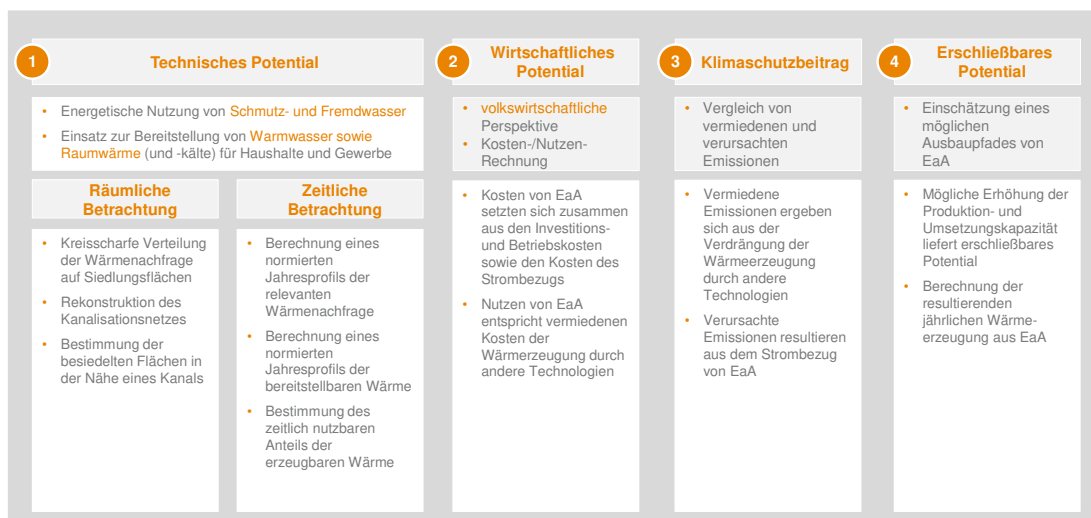 1
Technisches Potential
• Energetische Nutzung von Schmutz- und Fremdwasser
• Einsatz zur Bereitstellung von Warmwasser sowie
Raumwärme (und -kälte) für Haushalte und Gewerbe
Räumliche
Betrachtung
• Kreisscharfe Verteilung
der Wärmenachfrage
auf Siedlungsflächen
• Rekonstruktion des
Kanalisationsnetzes
• Bestimmung der
besiedelten Flächen in
der Nähe eines Kanals
Zeitliche
Betrachtung
• Berechnung eines
normierten
Jahresprofils der
relevanten
Wärmenachfrage
• Berechnung eines
normierten
Jahresprofils der
bereitstellbaren Wärme
• Bestimmung des
zeitlich nutzbaren
Anteils der
erzeugbaren Wärme
2
Wirtschaftliches
Potential
• volkswirtschaftliche
Perspektive
• Kosten-/Nutzen-
Rechnung
• Kosten von EaA
setzten sich zusammen
aus den Investitions-
und Betriebskosten
sowie den Kosten des
Strombezugs
• Nutzen von EaA
entspricht vermiedenen
Kosten der
Wärmerzeugung durch
andere Technologien
3
Klimaschutzbeitrag
• Vergleich von
vermiedenen und
verursachten
Emissionen
• Vermiedene
Emissionen ergeben
sich aus der
Verdrängung der
Wärmeerzeugung
durch andere
Technologien
• Verursachte
Emissionen resultieren
aus dem Strombezug
von EaA
4
Erschließbares
Potential
• Einschätzung eines
möglichen
Ausbaupfades von
EaA
• Mögliche Erhöhung der
Produktion- und
Umsetzungskapazität
liefert erschließbares
Potential
• Berechnung der
resultierenden
jährlichen Wärme-
erzeugung aus EaA